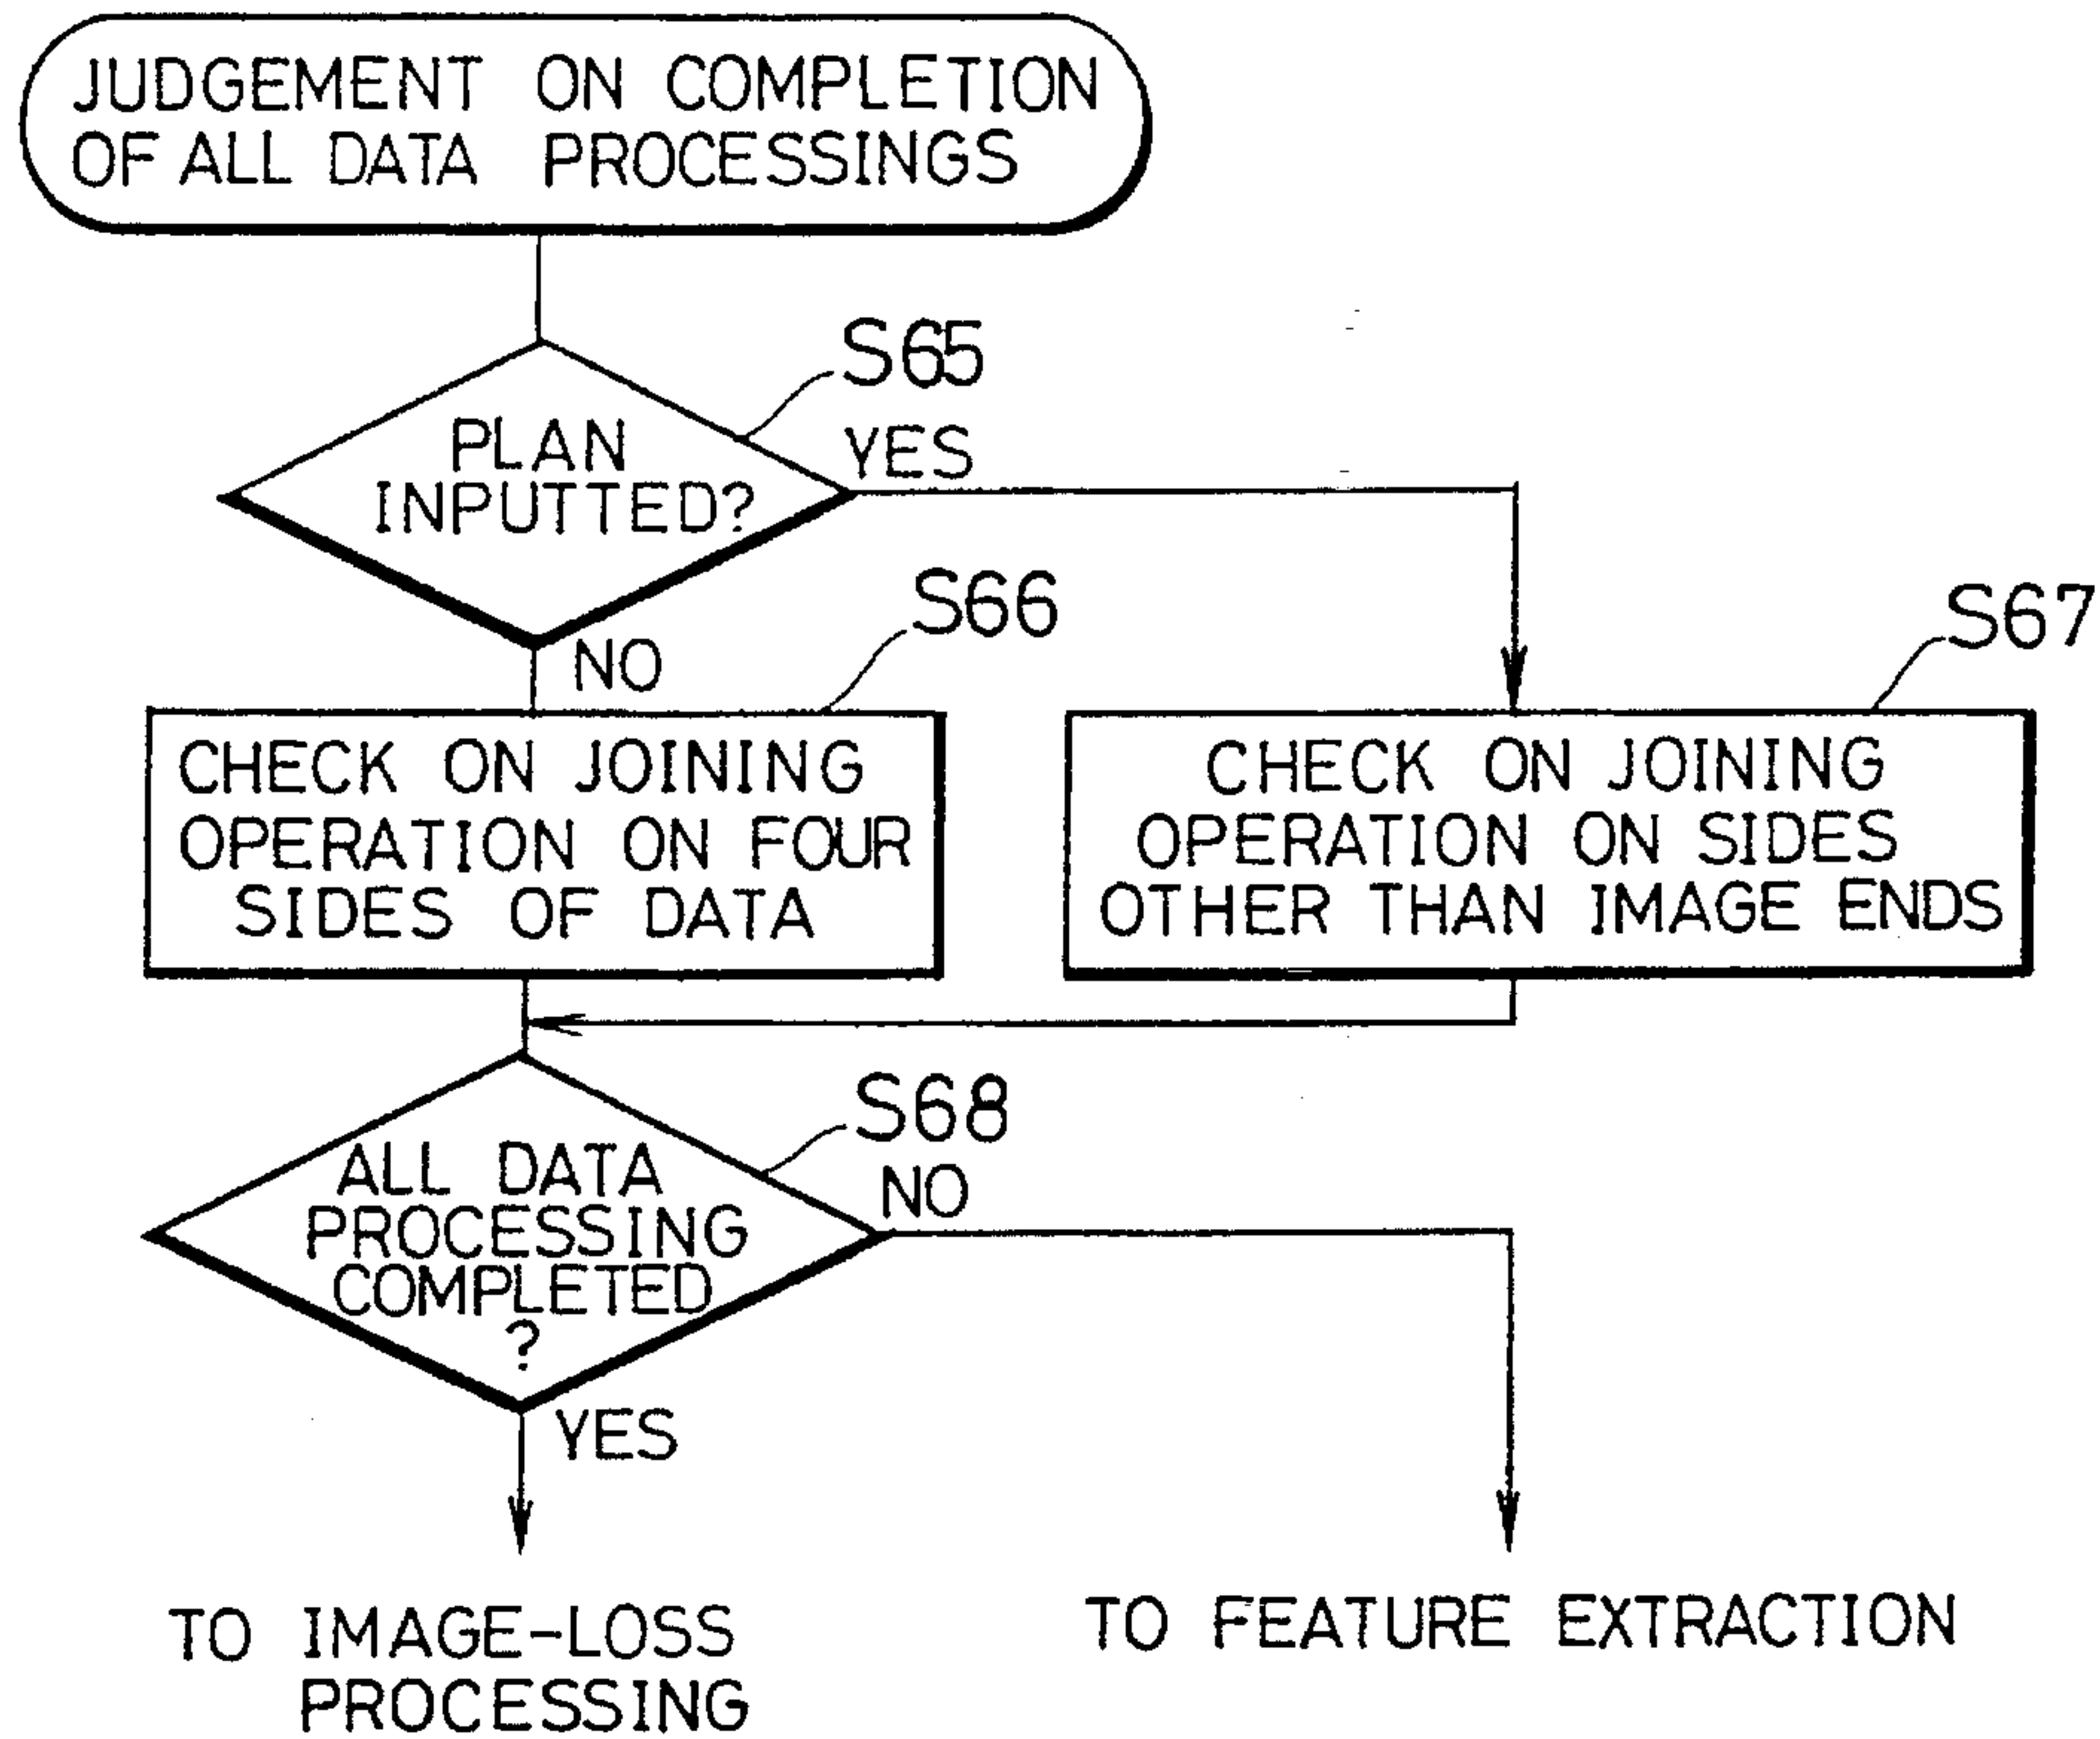 JUDGEMENT ON COMPLETION
OF ALL DATA PROCESSINGS
S65
PLAN
INPUTTED?
YES
NO
S66
S67
CHECK ON JOINING
OPERATION ON FOUR
SIDES OF DATA
CHECK ON JOINING
OPERATION ON SIDES
OTHER THAN IMAGE ENDS
S68
ALL DATA
PROCESSING
COMPLETED
?
NO
YES
TO IMAGE-LOSS
PROCESSING
TO FEATURE EXTRACTION